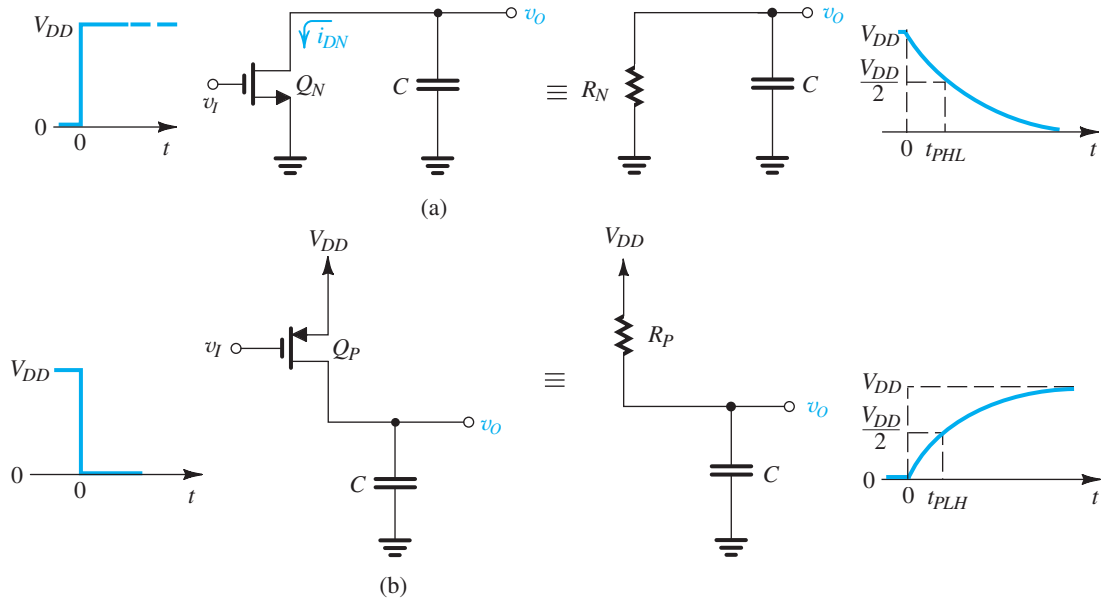 V_DD
0
0
t
v_I
i_DN
Q_N
C
v_O
≡
R_N
C
v_O
V_DD
V_DD
2
0
t_PHL
t
(a)
V_DD
0
0
t
V_DD
v_I
Q_P
v_O
C
≡
V_DD
R_P
v_O
C
V_DD
V_DD
2
0
0
t_PLH
t
(b)